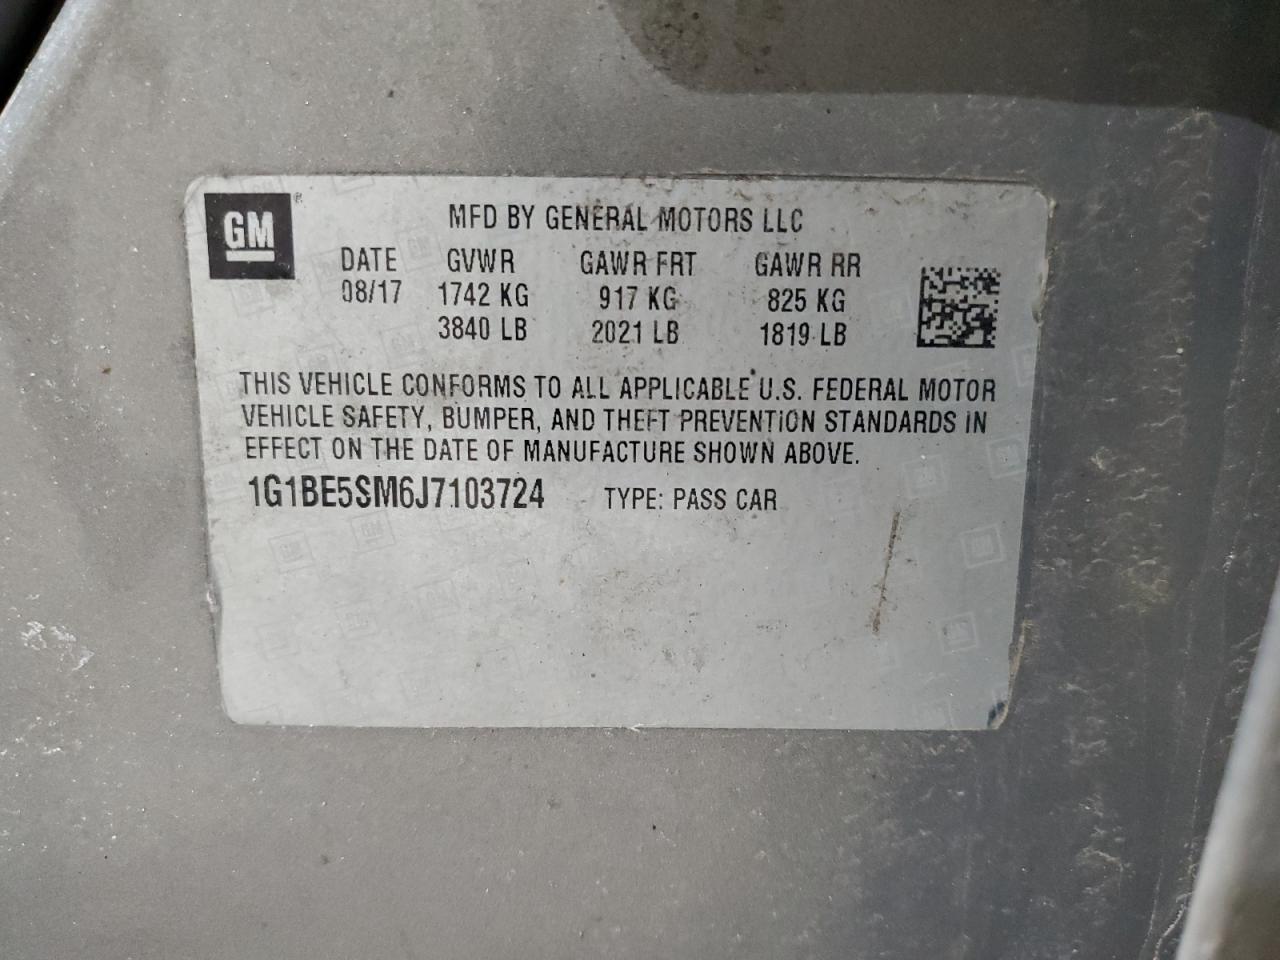 GM ®
MFD BY GENERAL MOTORS LLC
DATE GVWR GAWR FRT GAWR RR
08/17 1742 KG 917 KG 825 KG
3840 LB 2021 LB 1819 LB
THIS VEHICLE CONFORMS TO ALL APPLICABLE U.S. FEDERAL MOTOR
VEHICLE SAFETY, BUMPER, AND THEFT PREVENTION STANDARDS IN
EFFECT ON THE DATE OF MANUFACTURE SHOWN ABOVE.
1G1BE5SM6J7103724 TYPE: PASS CAR